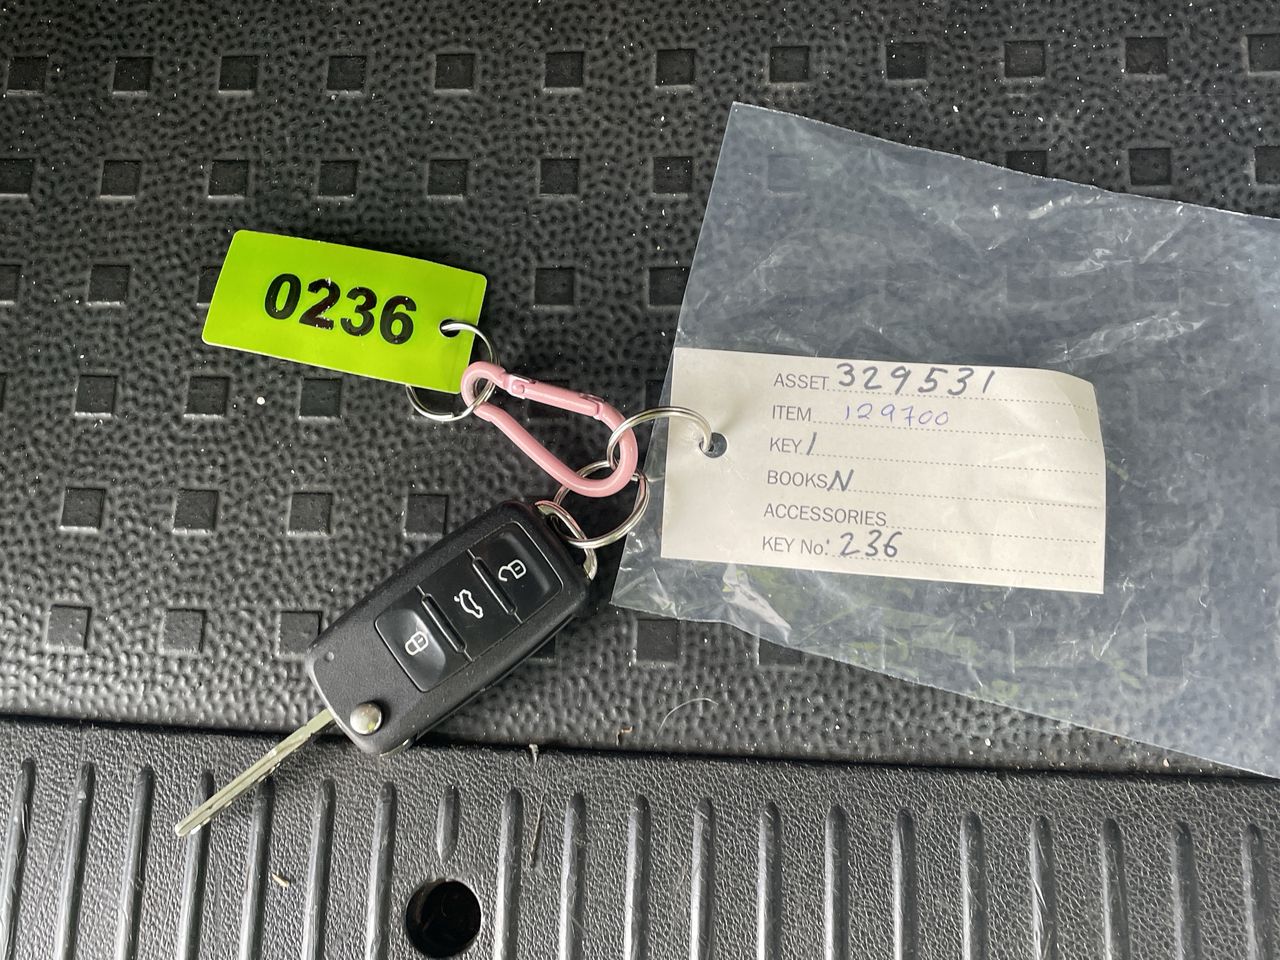 0236
ASSET 329531
ITEM 129700
KEY 1
BOOKS N
ACCESSORIES
KEY No: 236